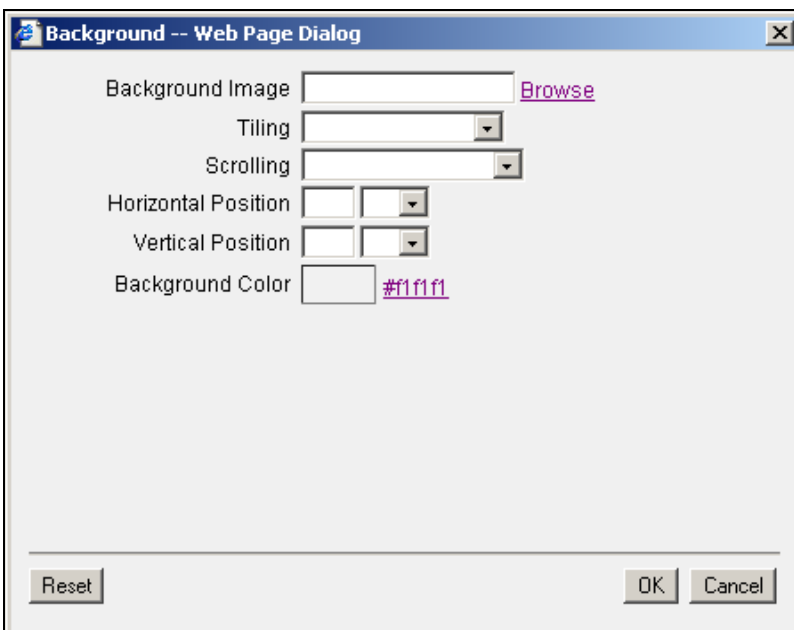 Background -- Web Page Dialog
Background Image Browse
Tiling
Scrolling
Horizontal Position
Vertical Position
Background Color #f1f1f1
Reset OK Cancel